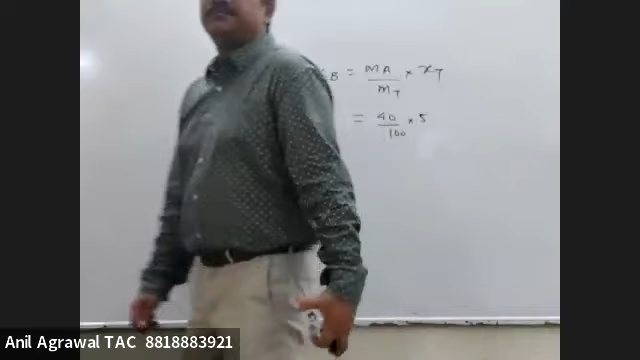 B = MA/MT × xT
= 40/100 × 5
Anil Agrawal TAC 8818883921